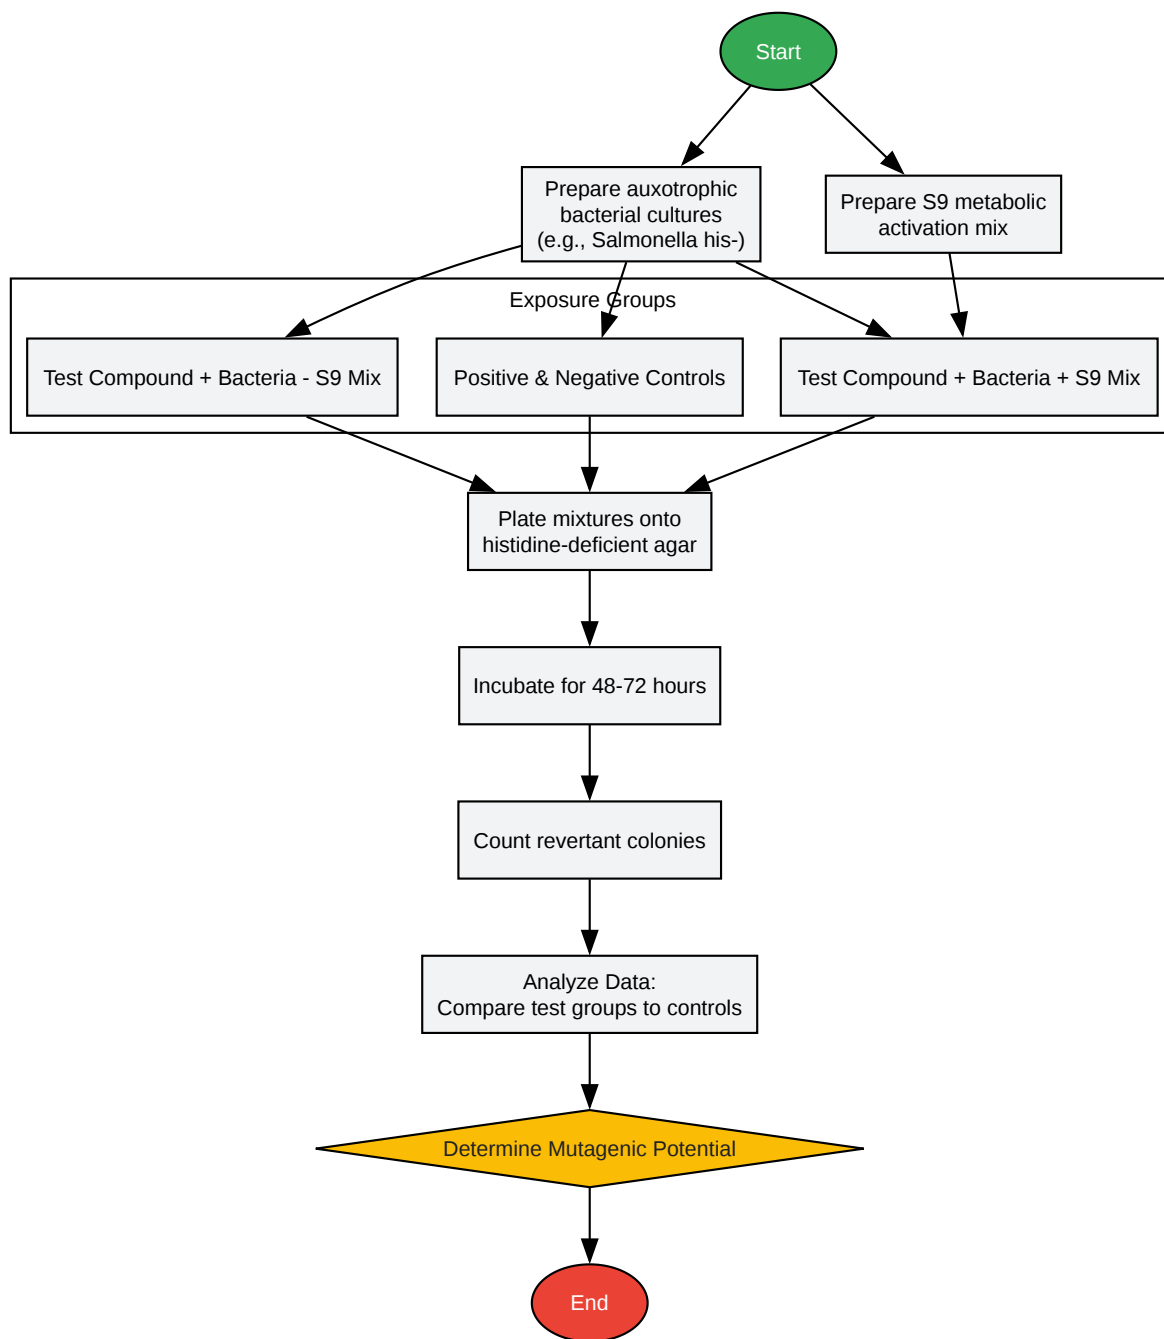 Start
Prepare auxotrophic
bacterial cultures
(e.g., Salmonella his-)
Prepare S9 metabolic
activation mix
Exposure Groups
Test Compound + Bacteria - S9 Mix
Positive & Negative Controls
Test Compound + Bacteria + S9 Mix
Plate mixtures onto
histidine-deficient agar
Incubate for 48-72 hours
Count revertant colonies
Analyze Data:
Compare test groups to controls
Determine Mutagenic Potential
End